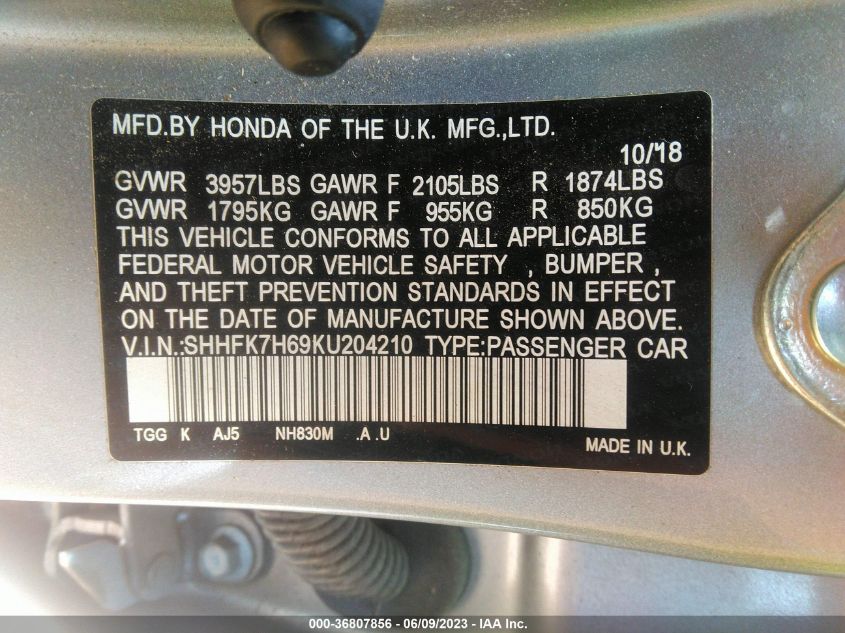 MFD.BY HONDA OF THE U.K. MFG.,LTD.
10/18
GVWR 3957LBS GAWR F 2105LBS R 1874LBS
GVWR 1795KG GAWR F 955KG R 850KG
THIS VEHICLE CONFORMS TO ALL APPLICABLE
FEDERAL MOTOR VEHICLE SAFETY , BUMPER ,
AND THEFT PREVENTION STANDARDS IN EFFECT
ON THE DATE OF MANUFACTURE SHOWN ABOVE.
V.I.N.:SHHFK7H69KU204210 TYPE:PASSENGER CAR
TGG K AJ5 NH830M .A .U
MADE IN U.K.
000-36807856 / 06/09/2023 - IAA Inc.